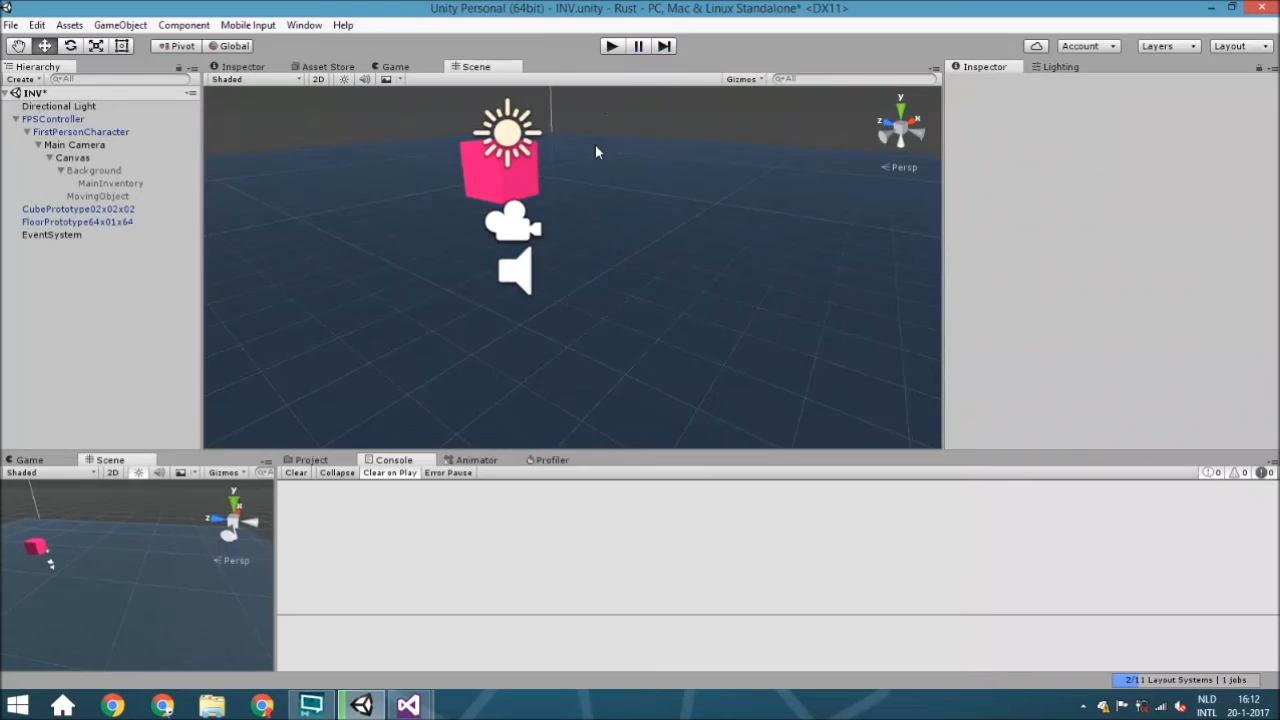 Unity Personal (64bit) - INV.unity - Rust - PC, Mac & Linux Standalone* <DX11>
File Edit Assets GameObject Component Mobile Input Window Help
Pivot Global Account Layers Layout
Hierarchy Inspector Asset Store Game Scene Inspector Lighting
Create All Shaded 2D Gizmos All
INV*
Directional Light
FPSController
FirstPersonCharacter
Main Camera
Canvas
Background
MainInventory
MovingObject
CubePrototype02x02x02
FloorPrototype64x01x64
EventSystem
y
z x
Persp
Game Scene Project Console Animator Profiler
Shaded 2D Gizmos Clear Collapse Clear on Play Error Pause 0 0 0
y
z x
Persp
2/11 Layout Systems | 1 jobs
NLD 16:12
INTL 20-1-2017